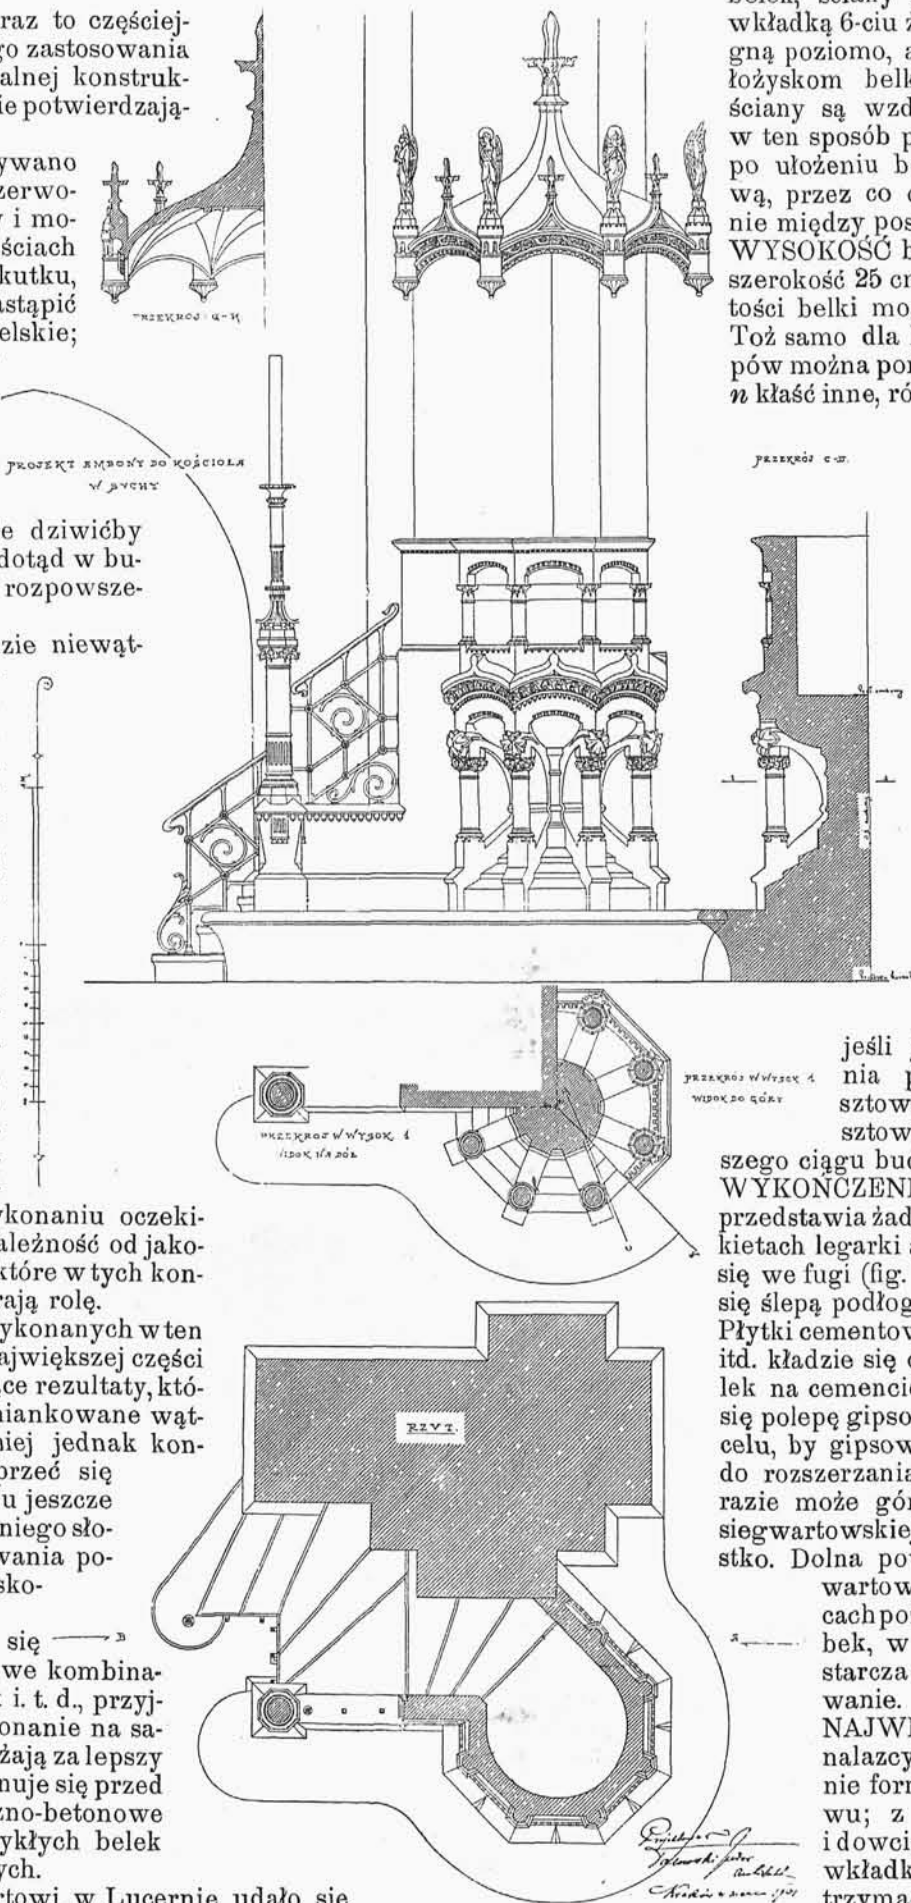 raz to częściej-
go zastosowania
alnej konstruk-
ie potwierdzają-
ywano
zerwo-
y i mo-
ściach
kutku,
astąpić
elskie;
PROJEKT AMBONY DO KOŚCIOŁA
W SUCHY
e dziwićby
dotąd w bu-
rozpowsze-
zie niewąt-
ykonaniu oczeki-
ależność od jako-
które w tych kon-
rają rolę.
ykonanych w ten
ajwiększej części
ce rezultaty, któ-
niankowane wąt-
niej jednak kon-
przeć się
u jeszcze
niego sło-
wania po-
sko-
się
we kombina-
i. t. d., przyj-
onanie na sa-
żają za lepszy
nuje się przed
zno-betonowe
ykłych belek
ych.
rtowi w Lucernie udało się
PRZEKRÓJ W WYSOK. 1
WIDOK NA DÓŁ
PRZEKRÓJ W WYSOK 1
WIDOK DO GÓRY
RZUT.
B
wkładką 6-ciu ż
gną poziomo, a
łożyskom belk
ściany są wzd
w ten sposób p
po ułożeniu b
wą, przez co
nie między pos
WYSOKOŚĆ b
szerokość 25 cm
tości belki mo
Toż samo dla
pów można por
n kłaść inne, ró
PRZEKRÓJ C-D.
jeśli
nia p
sztow
sztow
szego ciągu bud
WYKOŃCZENI
przedstawia żad
kietach legarki
się we fugi (fig.
się ślepą podłog
Płytki cementow
itd. kładzie się
lek na cemencie
się polepę gipso
celu, by gipsow
do rozszerzania
razie może gór
siegwartowskie
stko. Dolna po
wartow
cach po
bek, w
starcza
wanie.
NAJWI
nalazcy
nie form
wu; z
i dowci
wkładk
trzyma